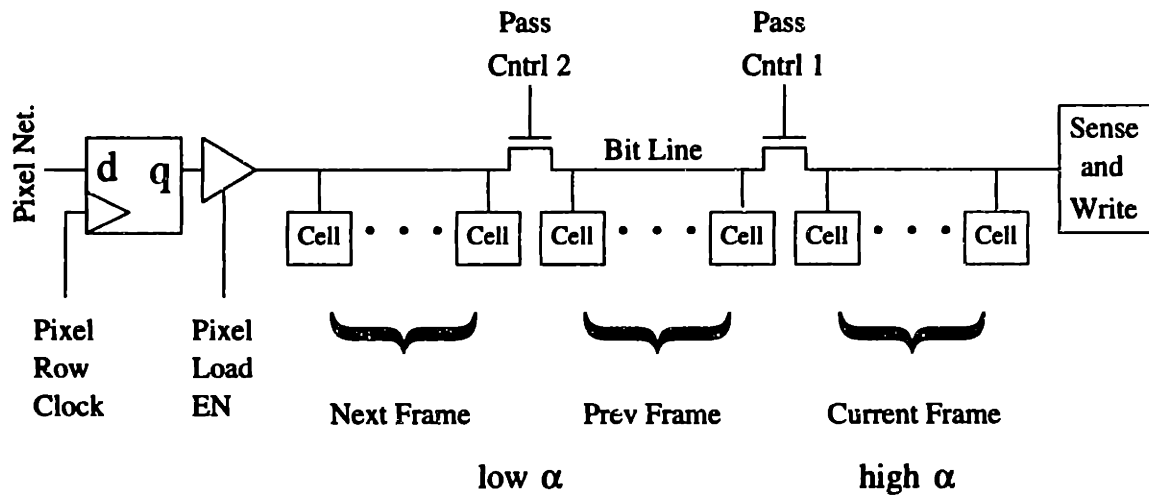 Pass
Cntrl 2
Pass
Cntrl 1
Pixel Net.
d q
Bit Line
Sense
and
Write
Cell • • • Cell Cell • • • Cell Cell • • • Cell
Pixel
Row
Clock
Pixel
Load
EN
Next Frame
Prev Frame
Current Frame
low α
high α